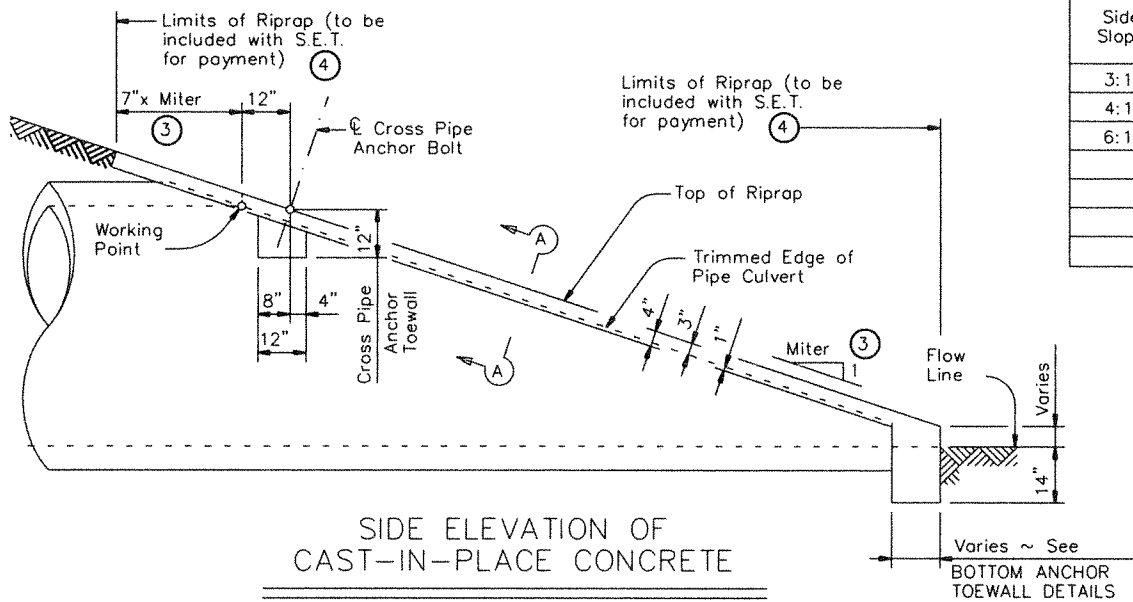 Limits of Riprap (to be
included with S.E.T.
for payment)
4
7"x Miter
12"
3
℄ Cross Pipe
Anchor Bolt
Limits of Riprap (to be
included with S.E.T.
for payment)
4
Side
Slop
3:1
4:1
6:1
Working
Point
12"
Top of Riprap
A
Trimmed Edge of
Pipe Culvert
8"
4"
12"
Cross Pipe
Anchor
Toewall
A
4"
3"
1"
Miter
3
1
Flow
Line
Varies
14"
SIDE ELEVATION OF
CAST-IN-PLACE CONCRETE
Varies ~ See
BOTTOM ANCHOR
TOEWALL DETAILS